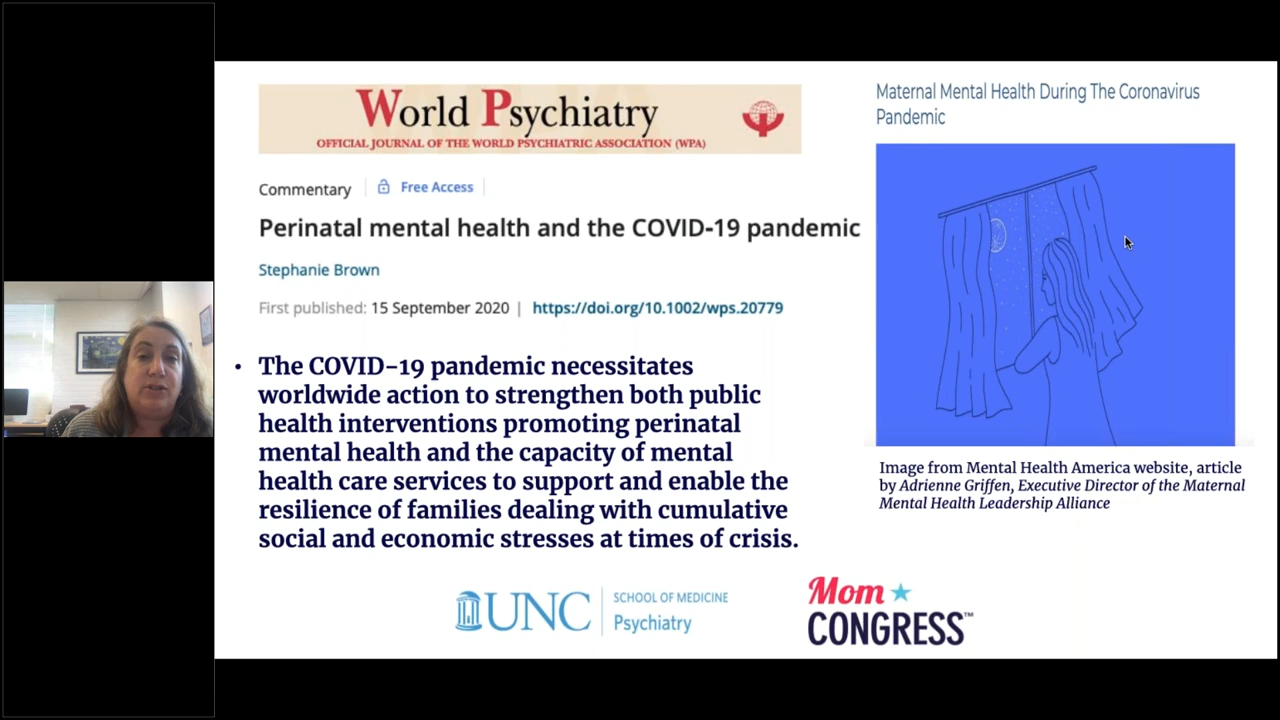 World Psychiatry
OFFICIAL JOURNAL OF THE WORLD PSYCHIATRIC ASSOCIATION (WPA)
Commentary
Free Access
Perinatal mental health and the COVID-19 pandemic
Stephanie Brown
First published: 15 September 2020 | https://doi.org/10.1002/wps.20779
• The COVID-19 pandemic necessitates
worldwide action to strengthen both public
health interventions promoting perinatal
mental health and the capacity of mental
health care services to support and enable the
resilience of families dealing with cumulative
social and economic stresses at times of crisis.
Maternal Mental Health During The Coronavirus
Pandemic
Image from Mental Health America website, article
by Adrienne Griffen, Executive Director of the Maternal
Mental Health Leadership Alliance
UNC
SCHOOL OF MEDICINE
Psychiatry
Mom
CONGRESS™